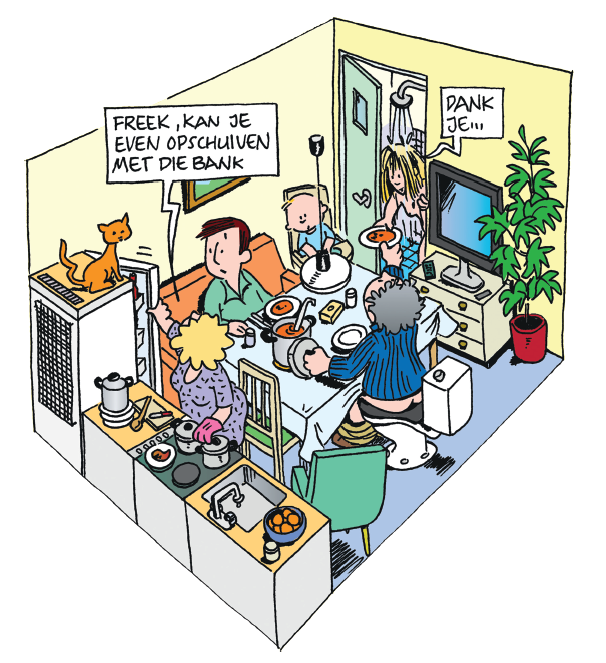 FREEK, KAN JE
EVEN OPSCHUIVEN
MET DIE BANK
DANK
JE...